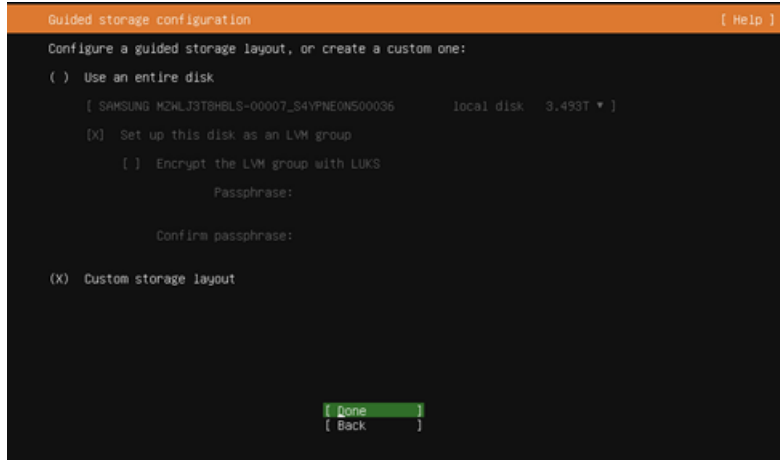 Guided storage configuration [ Help ]
Configure a guided storage layout, or create a custom one:
( ) Use an entire disk
[ SAMSUNG MZWLJ3T8HBLS-00007_S4YPNE0N500036 local disk 3.493T ▾ ]
[X] Set up this disk as an LVM group
[ ] Encrypt the LVM group with LUKS
Passphrase:
Confirm passphrase:
(X) Custom storage layout
[ Done ]
[ Back ]